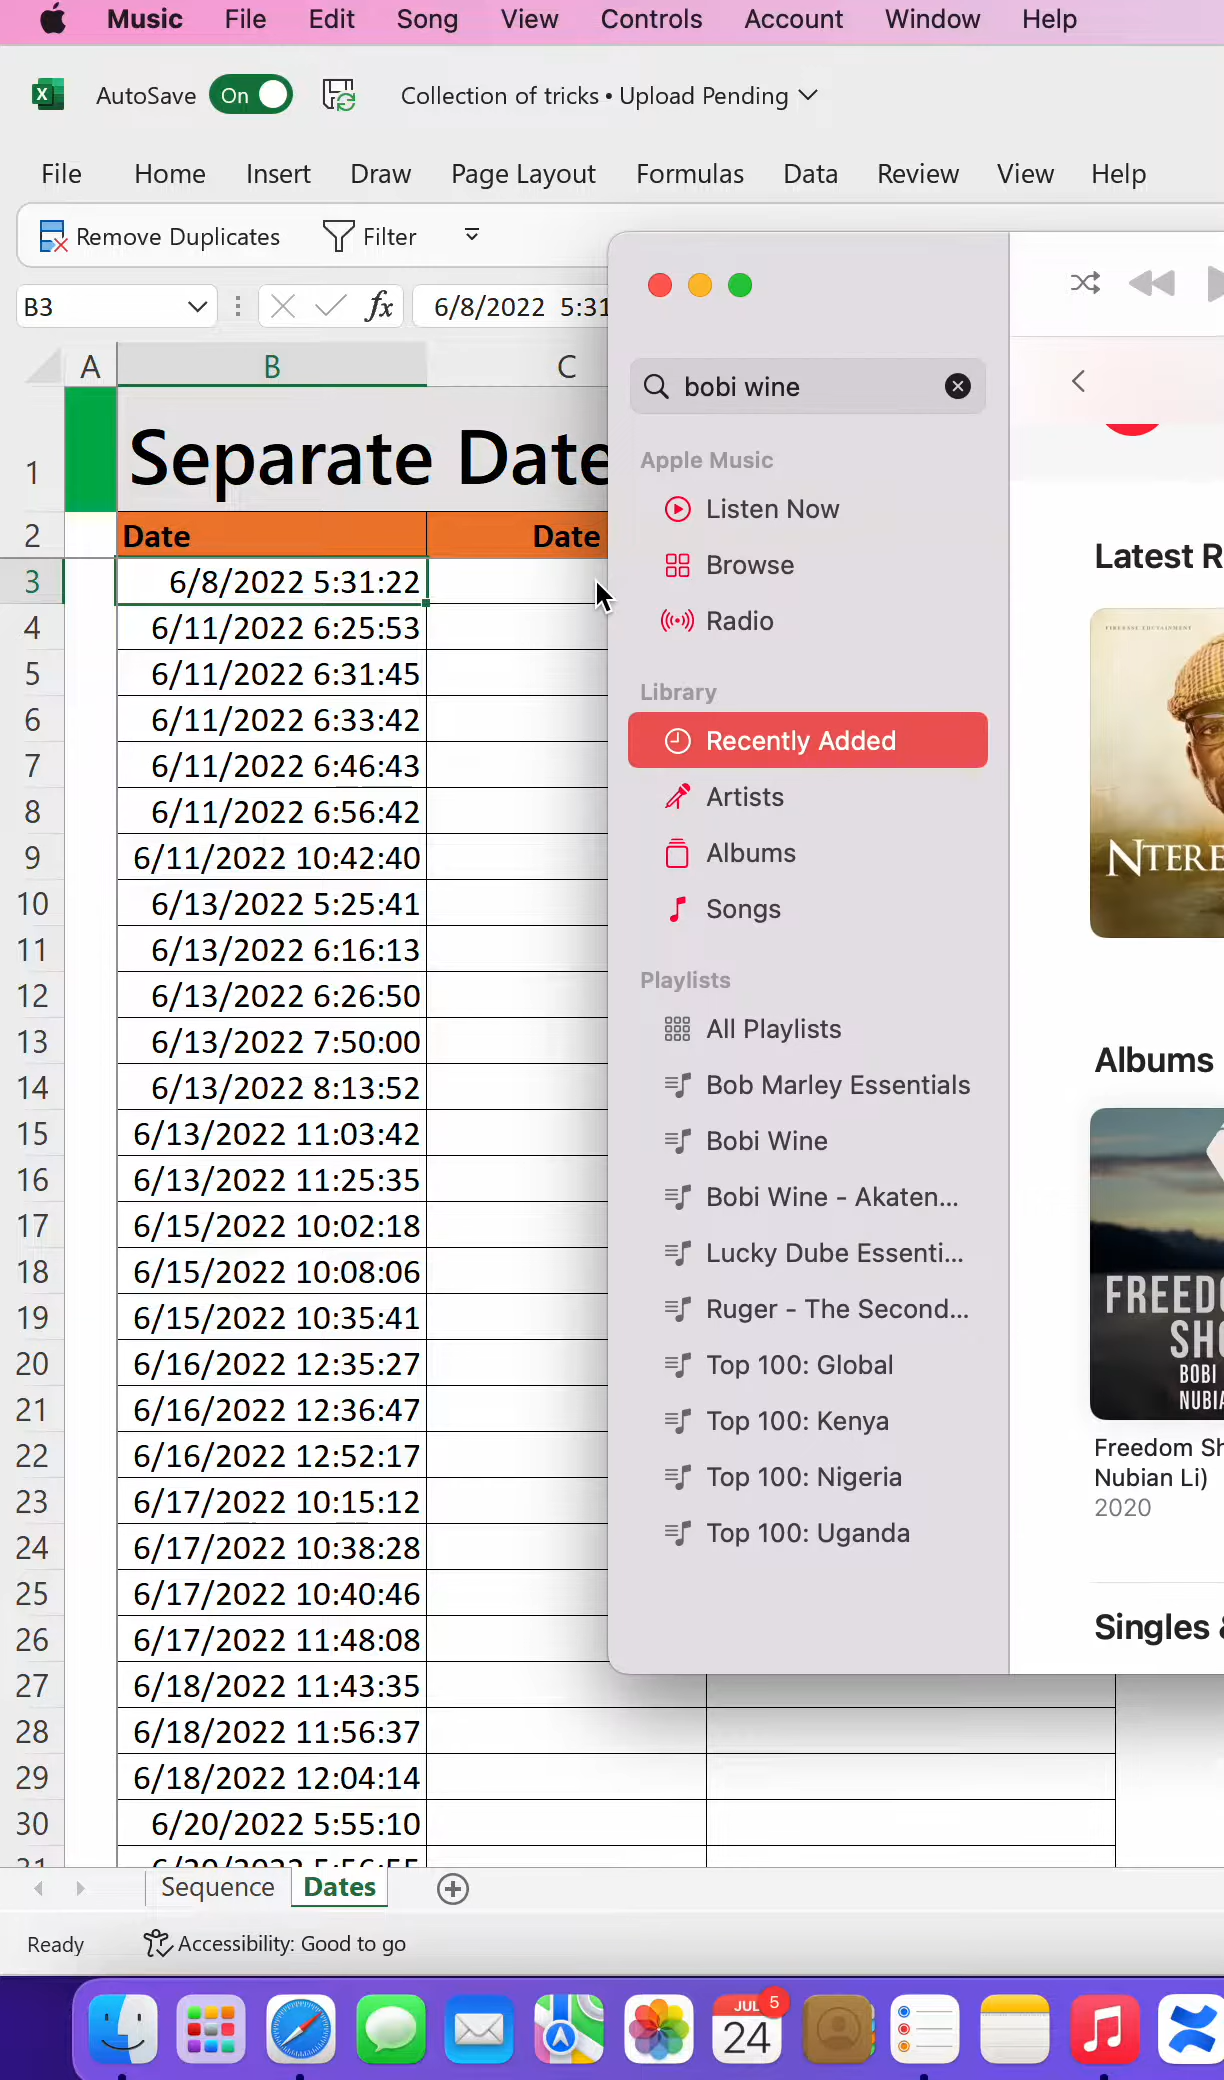 Music File Edit Song View Controls Account Window Help
AutoSave On Collection of tricks • Upload Pending
File Home Insert Draw Page Layout Formulas Data Review View Help
Remove Duplicates Filter
B3 fx 6/8/2022 5:31
A B C
1 Separate Date
2 Date Date
3 6/8/2022 5:31:22
4 6/11/2022 6:25:53
5 6/11/2022 6:31:45
6 6/11/2022 6:33:42
7 6/11/2022 6:46:43
8 6/11/2022 6:56:42
9 6/11/2022 10:42:40
10 6/13/2022 5:25:41
11 6/13/2022 6:16:13
12 6/13/2022 6:26:50
13 6/13/2022 7:50:00
14 6/13/2022 8:13:52
15 6/13/2022 11:03:42
16 6/13/2022 11:25:35
17 6/15/2022 10:02:18
18 6/15/2022 10:08:06
19 6/15/2022 10:35:41
20 6/16/2022 12:35:27
21 6/16/2022 12:36:47
22 6/16/2022 12:52:17
23 6/17/2022 10:15:12
24 6/17/2022 10:38:28
25 6/17/2022 10:40:46
26 6/17/2022 11:48:08
27 6/18/2022 11:43:35
28 6/18/2022 11:56:37
29 6/18/2022 12:04:14
30 6/20/2022 5:55:10
bobi wine
Apple Music
Listen Now
Browse
Radio
Library
Recently Added
Artists
Albums
Songs
Playlists
All Playlists
Bob Marley Essentials
Bobi Wine
Bobi Wine - Akaten...
Lucky Dube Essenti...
Ruger - The Second...
Top 100: Global
Top 100: Kenya
Top 100: Nigeria
Top 100: Uganda
Latest R
NTERE
Albums
FREED
SH
BOBI
NUBIA
Freedom Sh
Nubian Li)
2020
Singles &
Sequence Dates
Ready Accessibility: Good to go
JUL 5
24